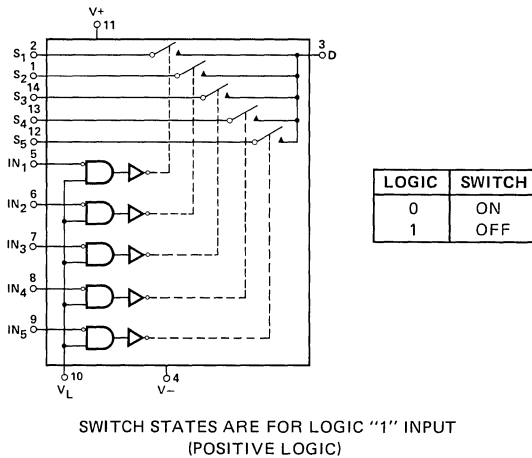 V+
11
S1 2
3 D
S2 1
S3 14
S4 13
S5 12
IN1 5
IN2 6
IN3 7
IN4 8
IN5 9
10
VL
4
V−
LOGIC SWITCH
0 ON
1 OFF
SWITCH STATES ARE FOR LOGIC "1" INPUT
(POSITIVE LOGIC)